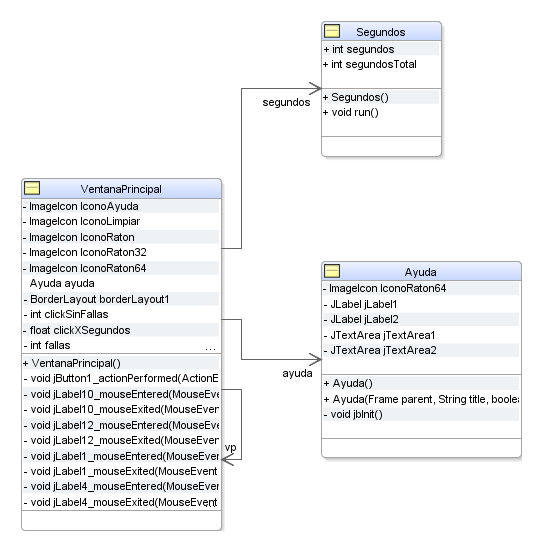 Segundos
+ int segundos
+ int segundosTotal
+ Segundos()
+ void run()
segundos
VentanaPrincipal
- ImageIcon IconoAyuda
- ImageIcon IconoLimpiar
- ImageIcon IconoRaton
- ImageIcon IconoRaton32
- ImageIcon IconoRaton64
Ayuda ayuda
- BorderLayout borderLayout1
- int clickSinFallas
- float clickXSegundos
- int fallas
...
+ VentanaPrincipal()
- void jButton1_actionPerformed(ActionE
- void jLabel10_mouseEntered(MouseEve
- void jLabel10_mouseExited(MouseEven
- void jLabel12_mouseEntered(MouseEve
- void jLabel12_mouseExited(MouseEven
- void jLabel1_mouseEntered(MouseEver
- void jLabel1_mouseExited(MouseEvent
- void jLabel4_mouseEntered(MouseEver
- void jLabel4_mouseExited(MouseEvent
...
vp
ayuda
Ayuda
- ImageIcon IconoRaton64
- JLabel jLabel1
- JLabel jLabel2
- JTextArea jTextArea1
- JTextArea jTextArea2
+ Ayuda()
+ Ayuda(Frame parent, String title, boolea
- void jbInit()